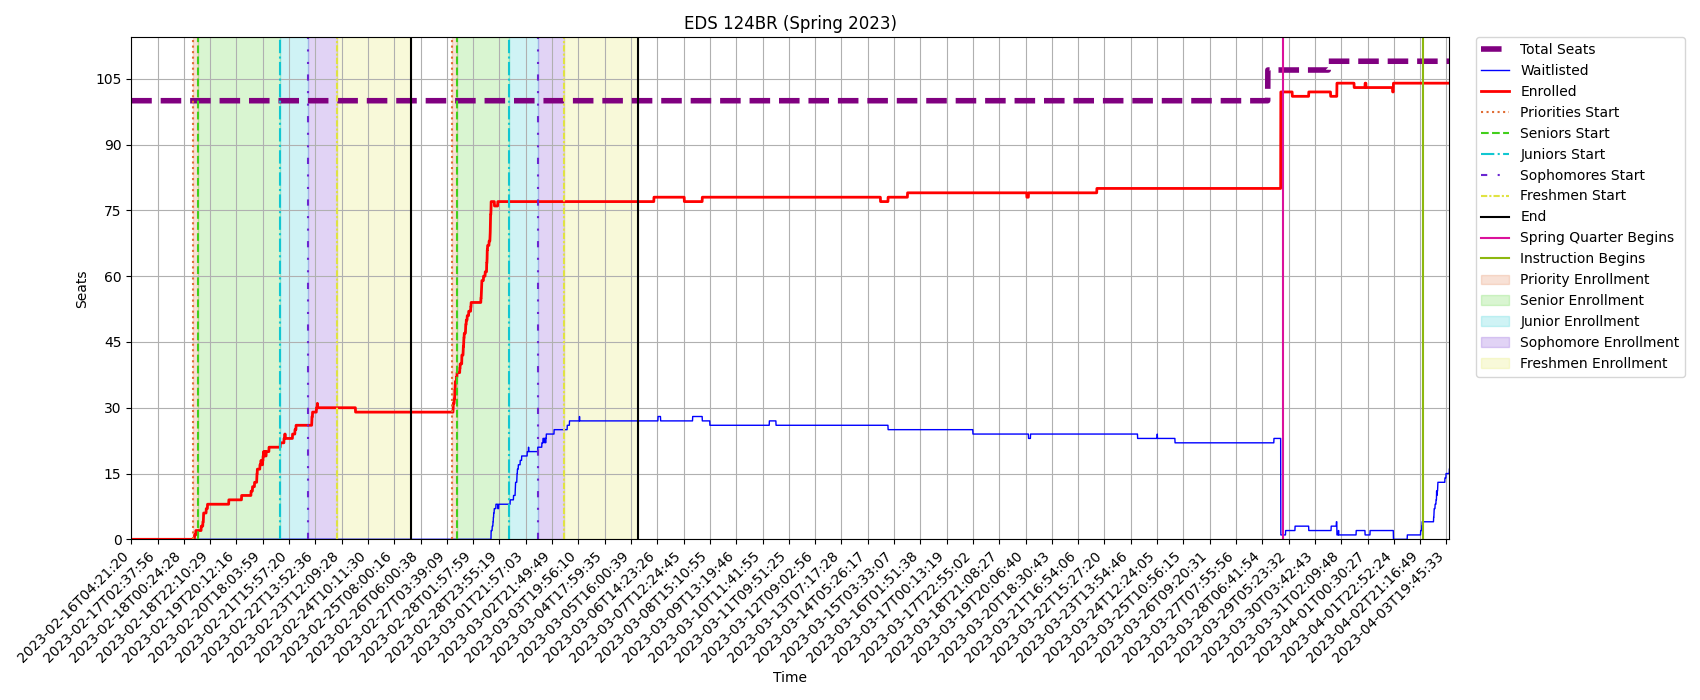 EDS 124BR (Spring 2023)
Seats
105
90
75
60
45
30
15
0
2023-02-16T04:21:20
2023-02-17T02:37:56
2023-02-18T00:24:28
2023-02-18T22:10:29
2023-02-19T20:12:16
2023-02-20T18:03:59
2023-02-21T15:57:20
2023-02-22T13:52:36
2023-02-23T12:09:28
2023-02-24T10:11:30
2023-02-25T08:00:16
2023-02-26T06:00:38
2023-02-27T03:39:09
2023-02-28T01:57:59
2023-02-28T23:55:19
2023-03-01T21:57:03
2023-03-02T21:49:49
2023-03-03T19:56:10
2023-03-04T17:59:35
2023-03-05T16:00:39
2023-03-06T14:23:26
2023-03-07T12:24:45
2023-03-08T15:10:55
2023-03-09T13:19:46
2023-03-10T11:41:55
2023-03-11T09:51:25
2023-03-12T09:02:56
2023-03-13T07:17:28
2023-03-14T05:26:17
2023-03-15T03:33:07
2023-03-16T01:51:38
2023-03-17T00:13:19
2023-03-17T22:55:02
2023-03-18T21:08:27
2023-03-19T20:06:40
2023-03-20T18:30:43
2023-03-21T16:54:06
2023-03-22T15:27:20
2023-03-23T13:54:46
2023-03-24T12:24:05
2023-03-25T10:56:15
2023-03-26T09:20:31
2023-03-27T07:55:56
2023-03-28T06:41:54
2023-03-29T05:23:32
2023-03-30T03:42:43
2023-03-31T02:09:48
2023-04-01T00:30:27
2023-04-01T22:52:24
2023-04-02T21:16:49
2023-04-03T19:45:33
Time
Total Seats
Waitlisted
Enrolled
Priorities Start
Seniors Start
Juniors Start
Sophomores Start
Freshmen Start
End
Spring Quarter Begins
Instruction Begins
Priority Enrollment
Senior Enrollment
Junior Enrollment
Sophomore Enrollment
Freshmen Enrollment